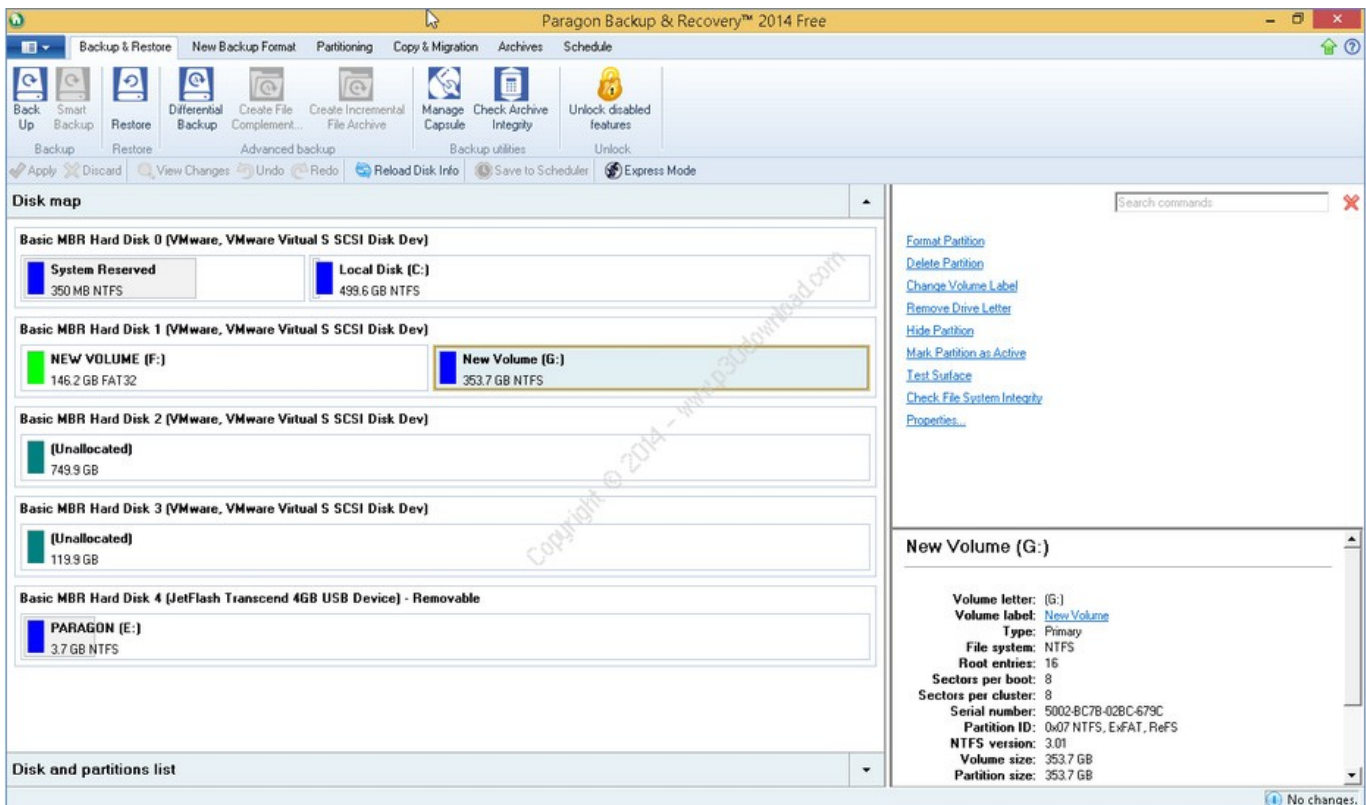 Paragon Backup & Recovery™ 2014 Free
Backup & Restore New Backup Format Partitioning Copy & Migration Archives Schedule
Back Up Smart Backup Restore Differential Backup Create File Complement... Create Incremental File Archive Manage Capsule Check Archive Integrity Unlock disabled features
Backup Restore Advanced backup Backup utilities Unlock
Apply Discard View Changes Undo Redo Reload Disk Info Save to Scheduler Express Mode
Disk map
Basic MBR Hard Disk 0 (VMware, VMware Virtual S SCSI Disk Dev)
System Reserved Local Disk (C:)
350 MB NTFS 499.6 GB NTFS
Basic MBR Hard Disk 1 (VMware, VMware Virtual S SCSI Disk Dev)
NEW VOLUME (F:) New Volume (G:)
146.2 GB FAT32 353.7 GB NTFS
Basic MBR Hard Disk 2 (VMware, VMware Virtual S SCSI Disk Dev)
(Unallocated)
749.9 GB
Basic MBR Hard Disk 3 (VMware, VMware Virtual S SCSI Disk Dev)
(Unallocated)
119.9 GB
Basic MBR Hard Disk 4 (JetFlash Transcend 4GB USB Device) - Removable
PARAGON (E:)
3.7 GB NTFS
Copyright © 2014 - www.p30download.com
Disk and partitions list
Search commands
Format Partition
Delete Partition
Change Volume Label
Remove Drive Letter
Hide Partition
Mark Partition as Active
Test Surface
Check File System Integrity
Properties...
New Volume (G:)
Volume letter: (G:)
Volume label: New Volume
Type: Primary
File system: NTFS
Root entries: 16
Sectors per boot: 8
Sectors per cluster: 8
Serial number: 5002-BC7B-02BC-679C
Partition ID: 0x07 NTFS, ExFAT, ReFS
NTFS version: 3.01
Volume size: 353.7 GB
Partition size: 353.7 GB
No changes.